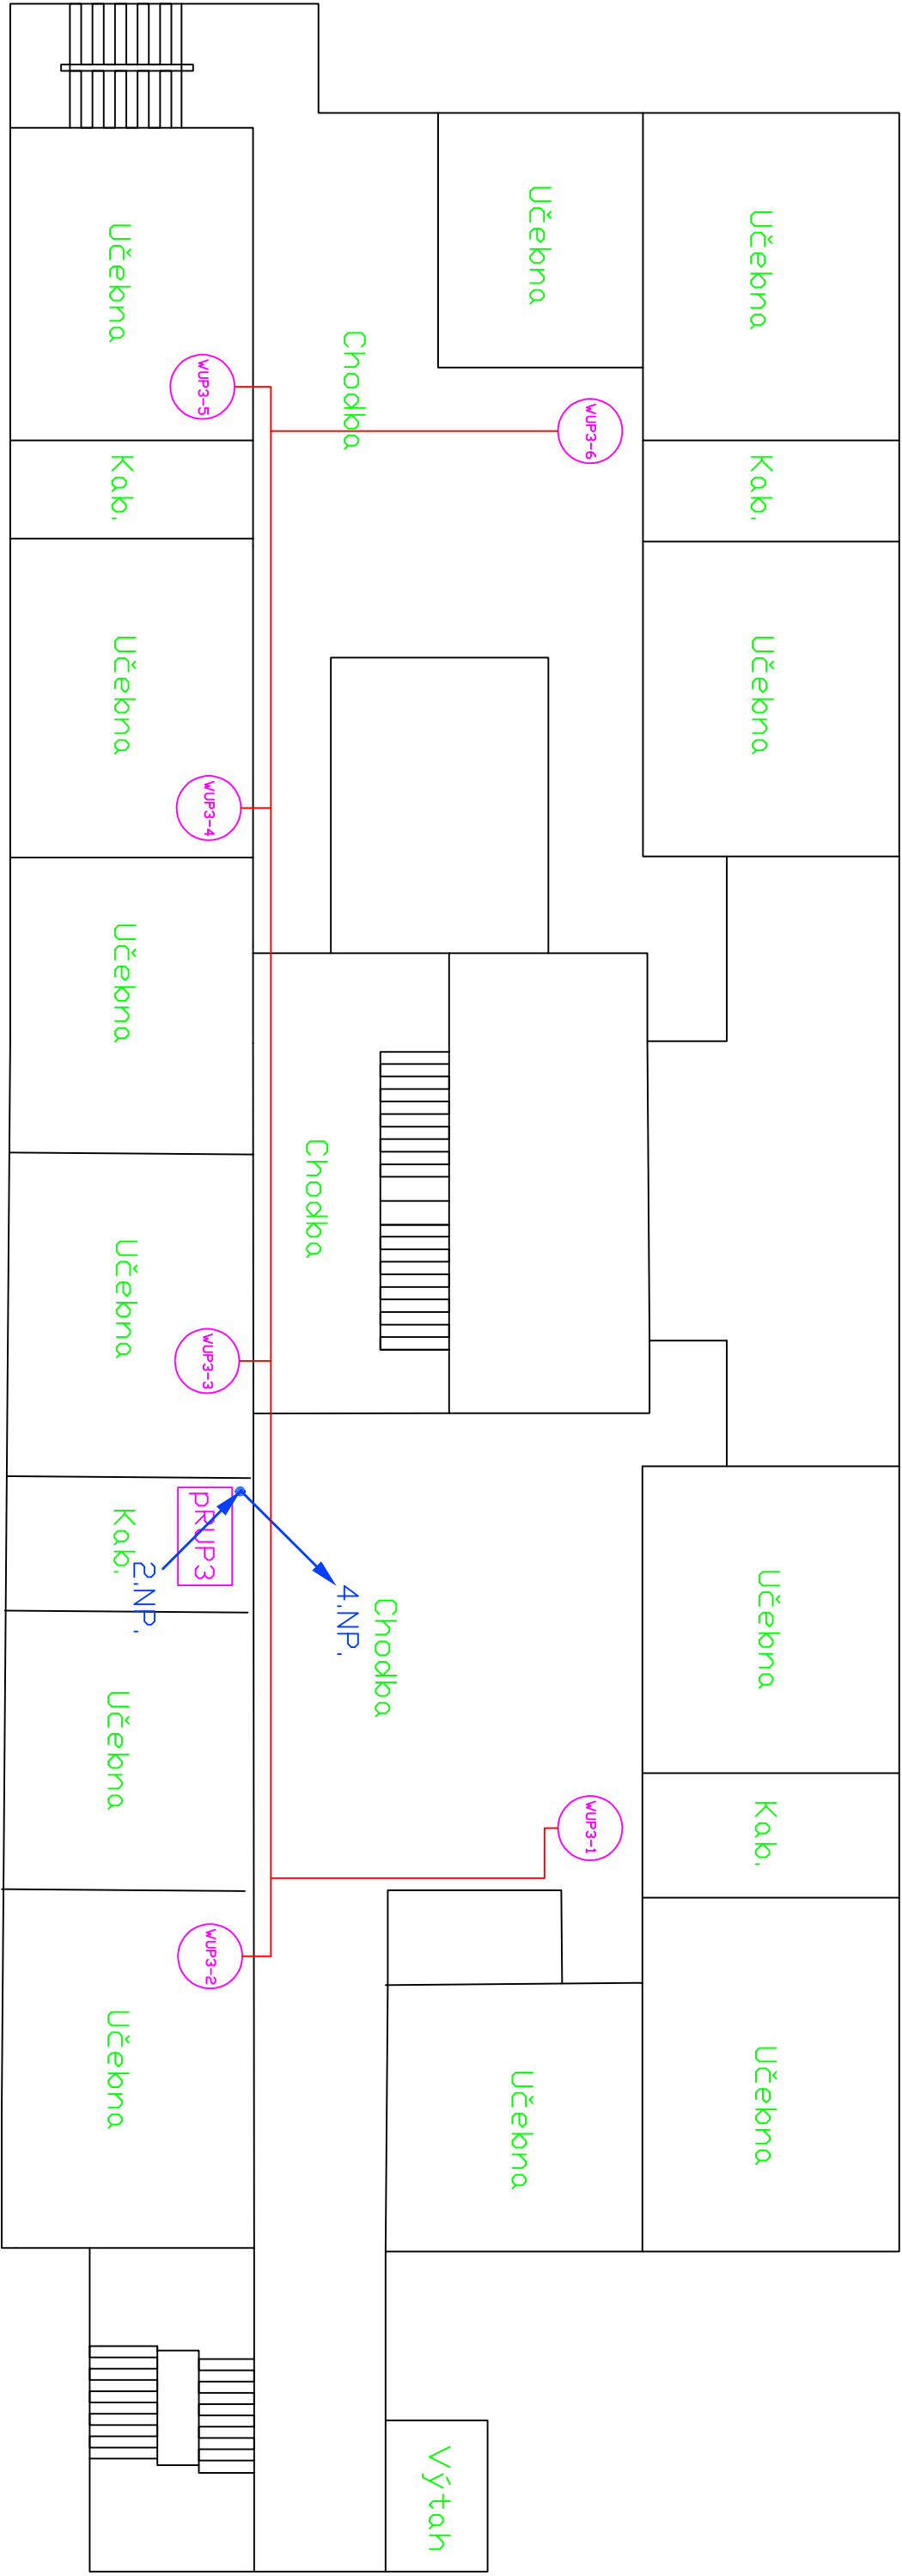 Učebna
Kab.
Učebna
Učebna
Kab.
Učebna
WUP3-6
WUP3-1
Učebna
Učebna
Výtah
Chodba
Chodba
4.NP.
Chodba
WUP3-5
WUP3-4
WUP3-3
pRUP3
WUP3-2
2.NP.
Učebna
Kab.
Učebna
Učebna
Učebna
Kab.
Učebna
Učebna